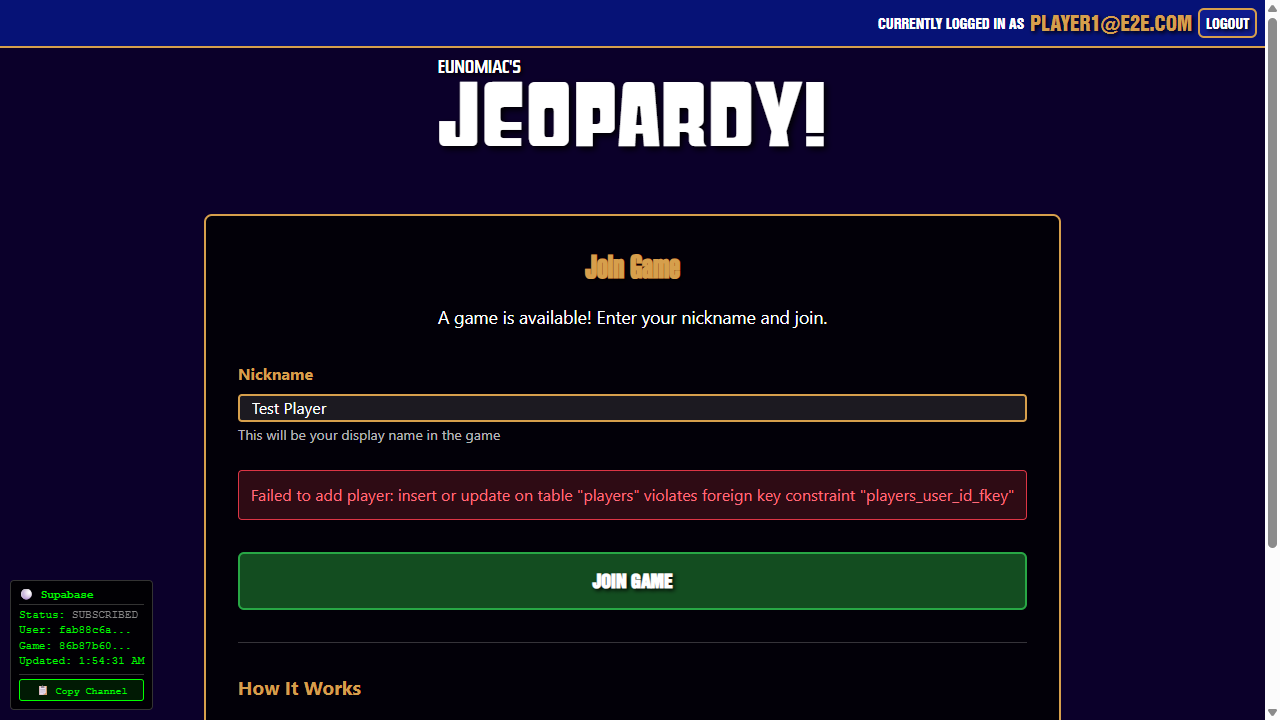 CURRENTLY LOGGED IN AS PLAYER1@E2E.COM LOGOUT
EUNOMIAC'S
JEOPARDY!
Join Game
A game is available! Enter your nickname and join.
Nickname
Test Player
This will be your display name in the game
Failed to add player: insert or update on table "players" violates foreign key constraint "players_user_id_fkey"
JOIN GAME
How It Works
Supabase
Status: SUBSCRIBED
User: fab88c6a...
Game: 86b87b60...
Updated: 1:54:31 AM
Copy Channel